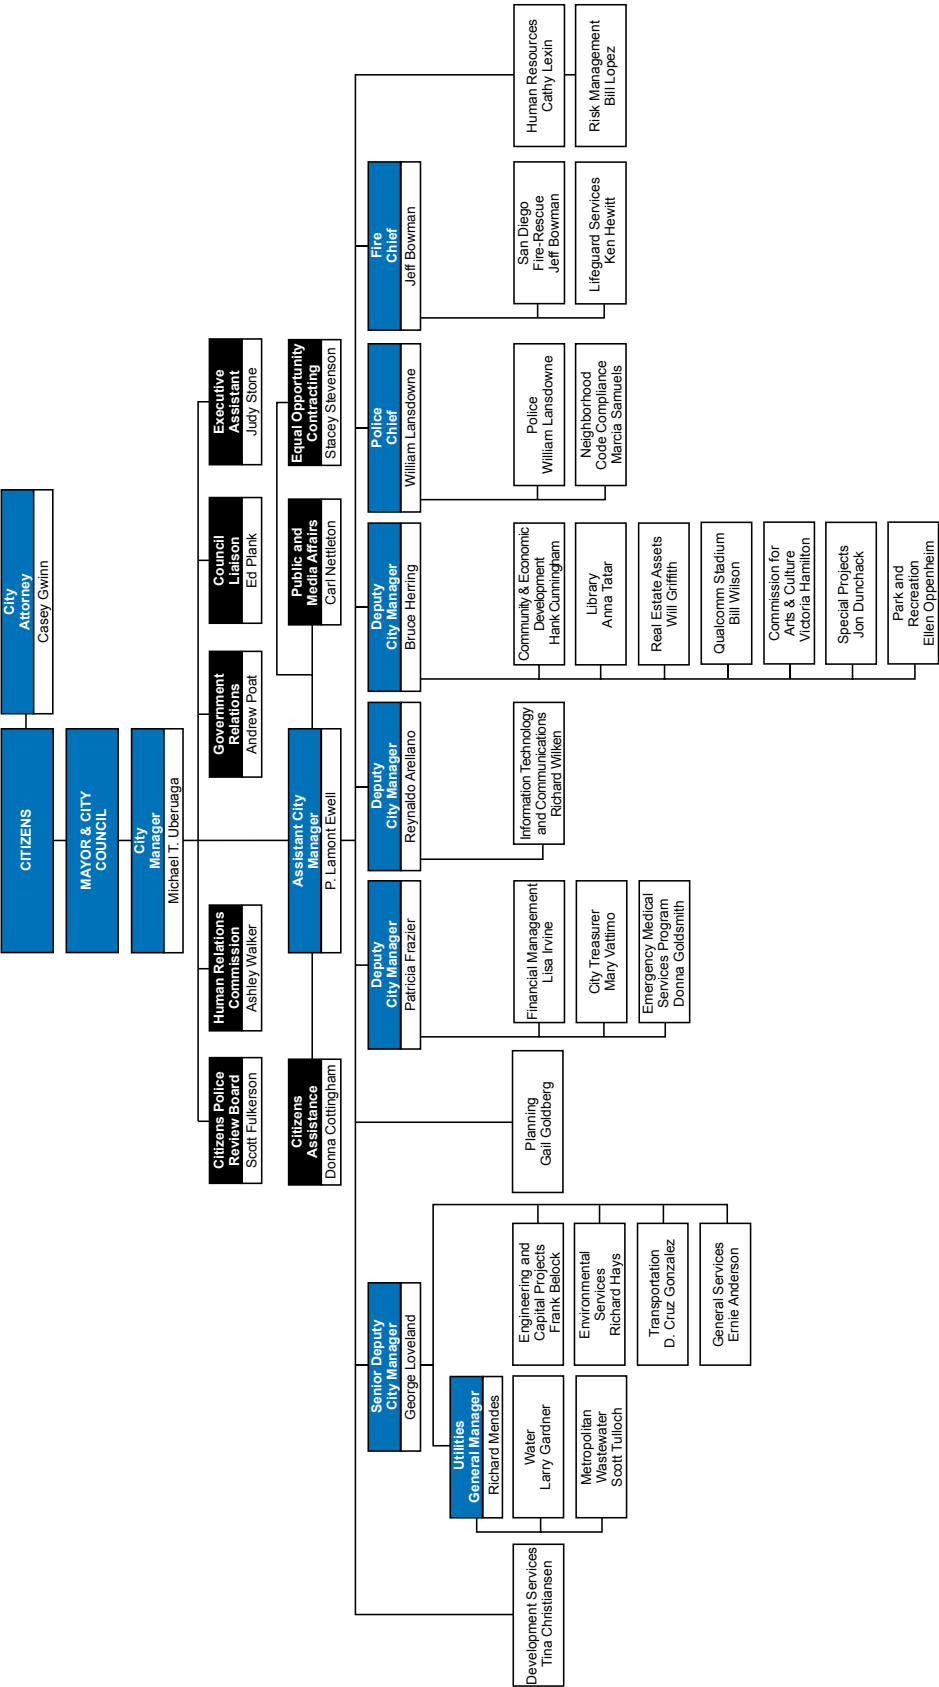 CITIZENS
City
Attorney
Casey Gwinn
MAYOR & CITY
COUNCIL
City
Manager
Michael T. Uberuaga
Citizens Police
Review Board
Scott Fulkerson
Human Relations
Commission
Ashley Walker
Government
Relations
Andrew Poat
Council
Liaison
Ed Plank
Executive
Assistant
Judy Stone
Citizens
Assistance
Donna Cottingham
Assistant City
Manager
P. Lamont Ewell
Public and
Media Affairs
Carl Nettleton
Equal Opportunity
Contracting
Stacey Stevenson
Development Services
Tina Christiansen
Senior Deputy
City Manager
George Loveland
Utilities
General Manager
Richard Mendes
Water
Larry Gardner
Metropolitan
Wastewater
Scott Tulloch
Engineering and
Capital Projects
Frank Belock
Environmental
Services
Richard Hays
Transportation
D. Cruz Gonzalez
General Services
Ernie Anderson
Planning
Gail Goldberg
Deputy
City Manager
Patricia Frazier
Financial Management
Lisa Irvine
City Treasurer
Mary Vattimo
Emergency Medical
Services Program
Donna Goldsmith
Deputy
City Manager
Reynaldo Arellano
Information Technology
and Communications
Richard Wilken
Deputy
City Manager
Bruce Herring
Community & Economic
Development
Hank Cunningham
Library
Anna Tatar
Real Estate Assets
Will Griffith
Qualcomm Stadium
Bill Wilson
Commission for
Arts & Culture
Victoria Hamilton
Special Projects
Jon Dunchack
Park and
Recreation
Ellen Oppenheim
Police
Chief
William Lansdowne
Police
William Lansdowne
Neighborhood
Code Compliance
Marcia Samuels
Fire
Chief
Jeff Bowman
San Diego
Fire-Rescue
Jeff Bowman
Lifeguard Services
Ken Hewitt
Human Resources
Cathy Lexin
Risk Management
Bill Lopez